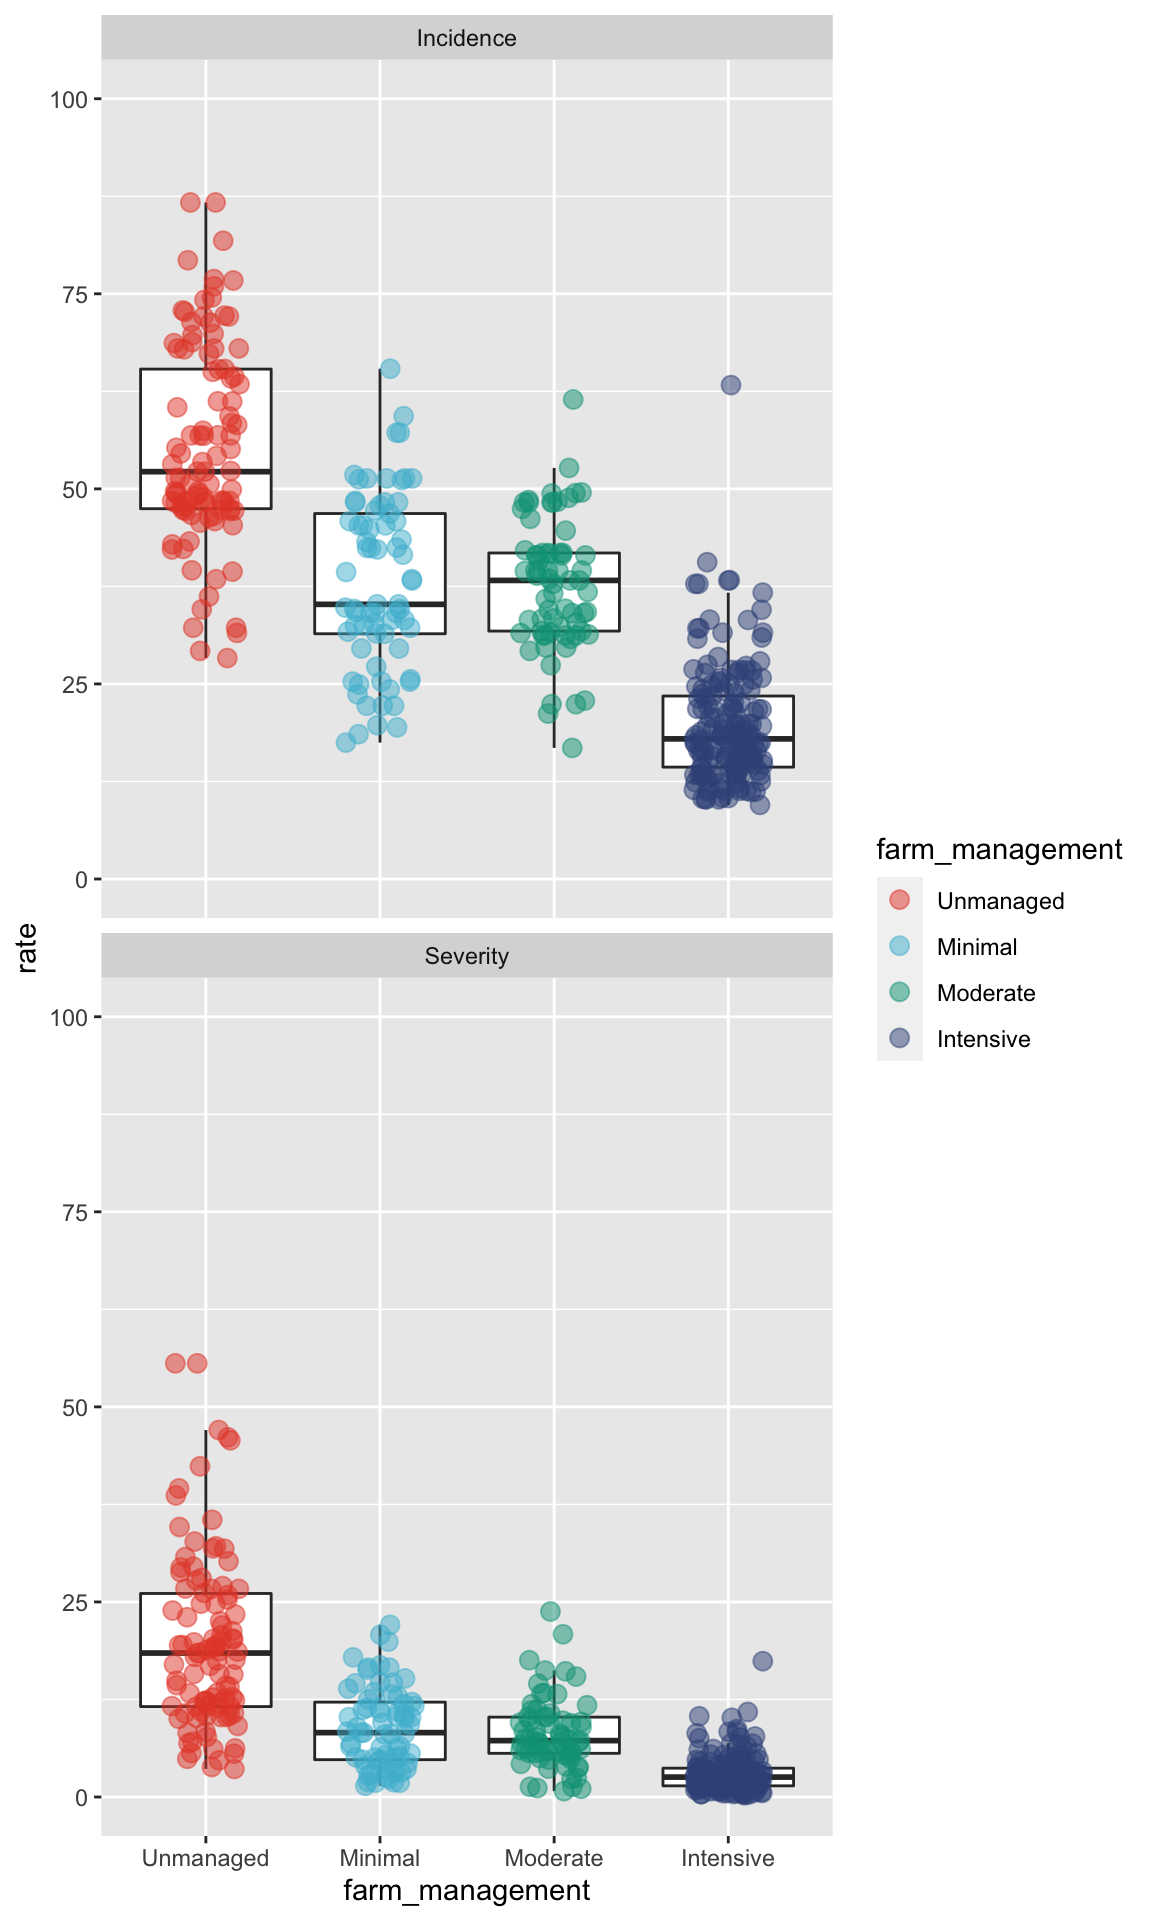 Incidence
100
75
50
25
0
rate
Severity
100
75
50
25
0
Unmanaged Minimal Moderate Intensive
farm_management
farm_management
Unmanaged
Minimal
Moderate
Intensive